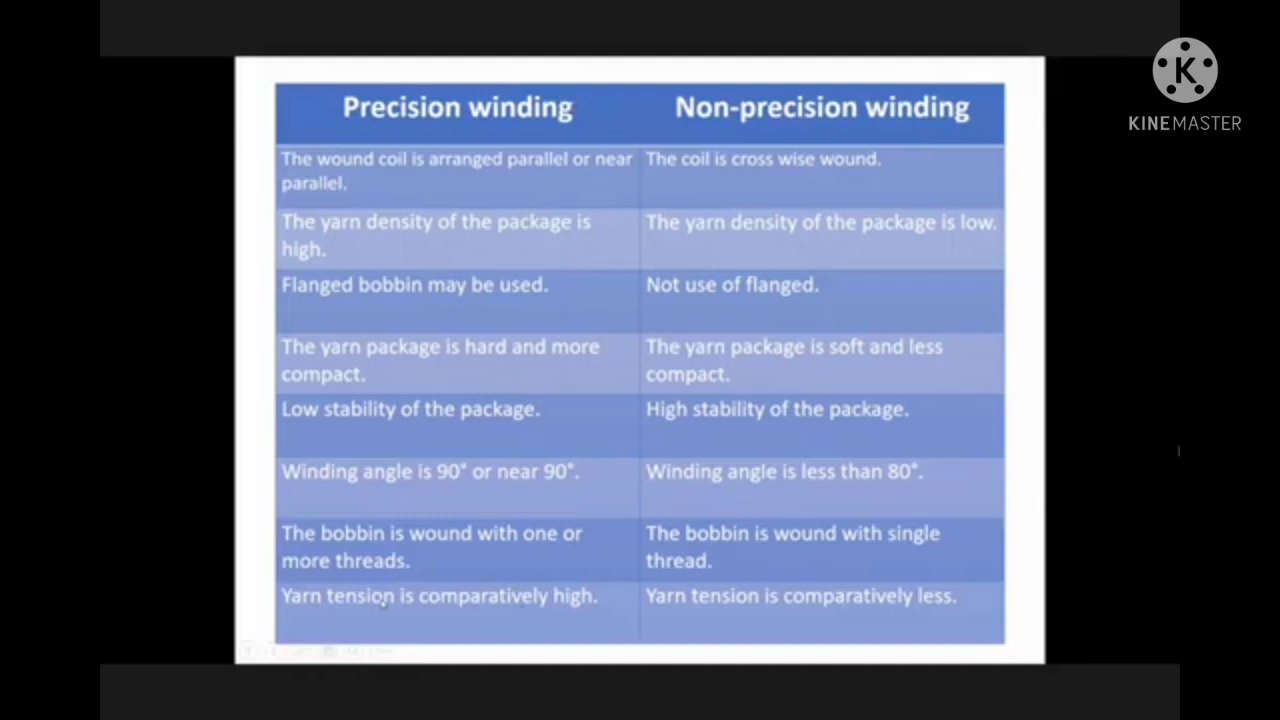 K
KINEMASTER
Precision winding
Non-precision winding
The wound coil is arranged parallel or near
parallel.
The coil is cross wise wound.
The yarn density of the package is
high.
The yarn density of the package is low.
Flanged bobbin may be used.
Not use of flanged.
The yarn package is hard and more
compact.
The yarn package is soft and less
compact.
Low stability of the package.
High stability of the package.
Winding angle is 90° or near 90°.
Winding angle is less than 80°.
The bobbin is wound with one or
more threads.
The bobbin is wound with single
thread.
Yarn tension is comparatively high.
Yarn tension is comparatively less.